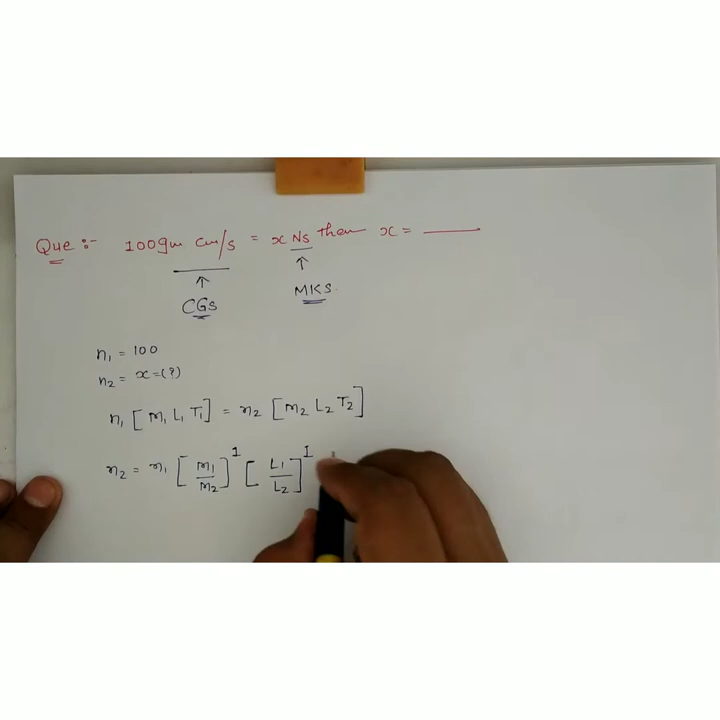 Que :- 100gm cm/s = x Ns then x = ____
↑ ↑
CGS MKS.
n₁ = 100
n₂ = x = (?)
n₁ [M₁ L₁ T₁] = n₂ [M₂ L₂ T₂]
n₂ = n₁ [M₁/M₂]¹ [L₁/L₂]¹